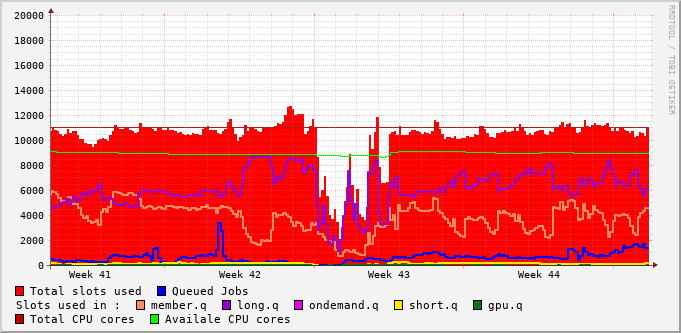 20000
18000
16000
14000
12000
10000
8000
6000
4000
2000
0
Week 41 Week 42 Week 43 Week 44
RRDTOOL / TOBI OETIKER
Total slots used Queued Jobs
Slots used in : member.q long.q ondemand.q short.q gpu.q
Total CPU cores Availale CPU cores